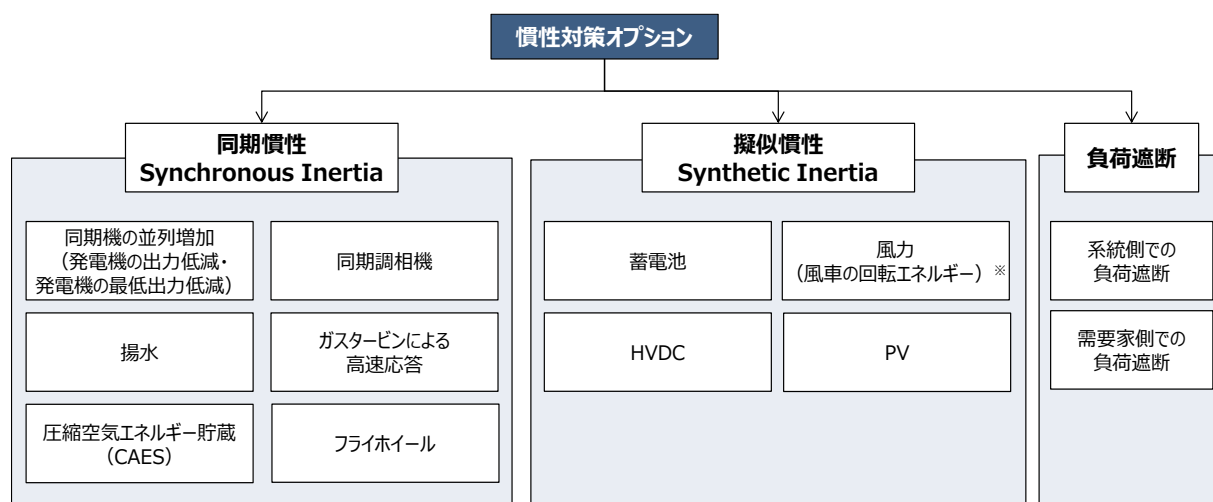 慣性対策オプション
同期慣性
Synchronous Inertia
同期機の並列増加
（発電機の出力低減・
発電機の最低出力低減）
同期調相機
揚水
ガスタービンによる
高速応答
圧縮空気エネルギー貯蔵
（CAES）
フライホイール
擬似慣性
Synthetic Inertia
蓄電池
風力
（風車の回転エネルギー）※
HVDC
PV
負荷遮断
系統側での
負荷遮断
需要家側での
負荷遮断